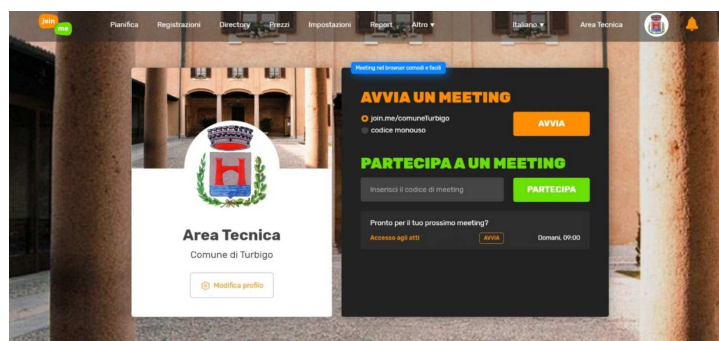 join
me
Pianifica Registrazioni Directory Prezzi Impostazioni Report Altro Italiano Area Tecnica
Meeting nel browser comodi e facili
AVVIA UN MEETING
join.me/comuneTurbigo
codice monouso
AVVIA
PARTECIPA A UN MEETING
Inserisci il codice di meeting
PARTECIPA
Pronto per il tuo prossimo meeting?
Accesso agli atti AVVIA Domani, 09:00
Area Tecnica
Comune di Turbigo
Modifica profilo